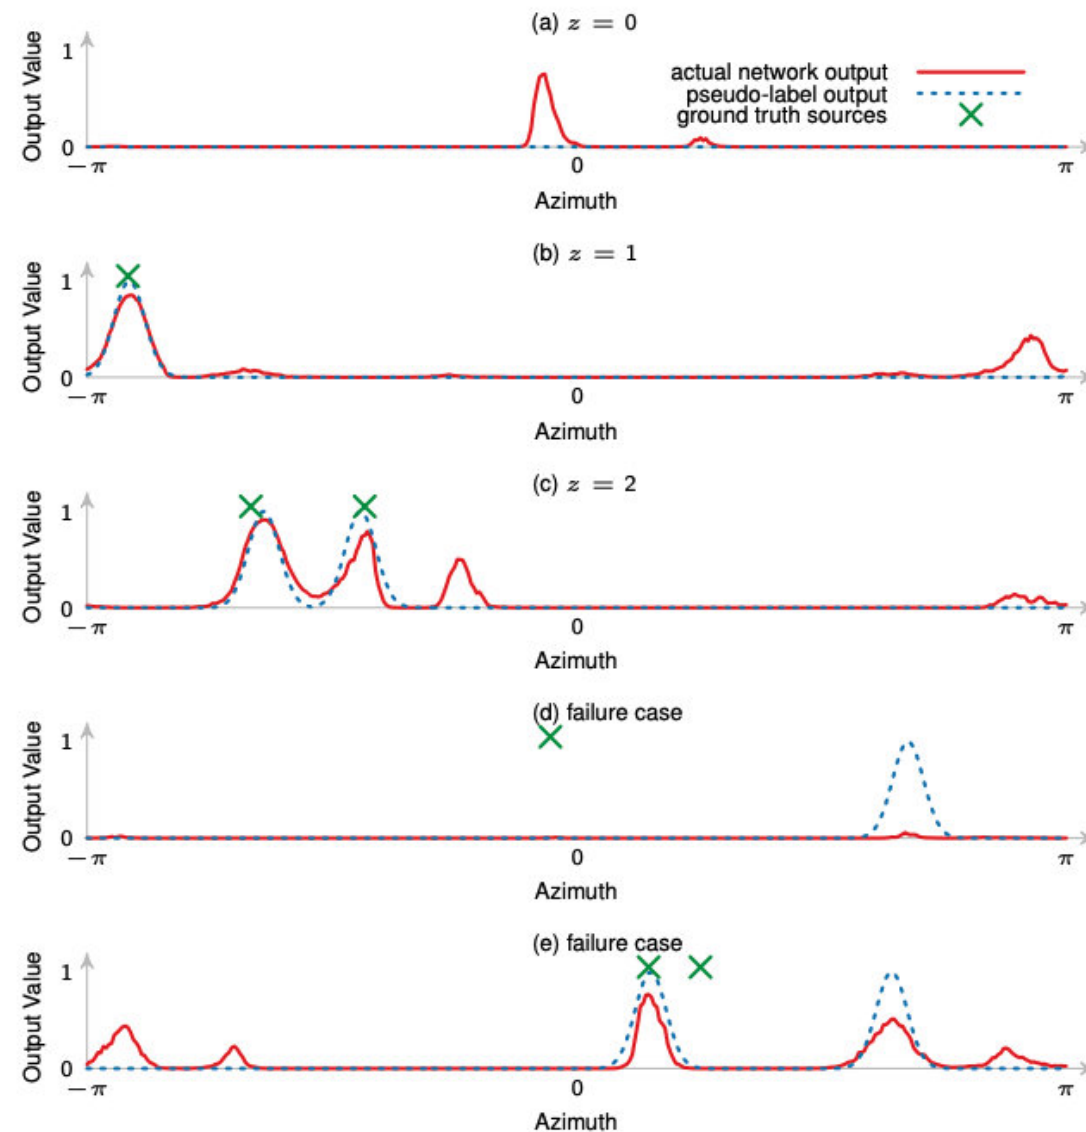 (a) z = 0
Output Value
1
0
actual network output
pseudo-label output
ground truth sources
−π
0
π
Azimuth
(b) z = 1
Output Value
1
0
−π
0
π
Azimuth
(c) z = 2
Output Value
1
0
−π
0
π
Azimuth
(d) failure case
Output Value
1
0
−π
0
π
Azimuth
(e) failure case
Output Value
1
0
−π
0
π
Azimuth